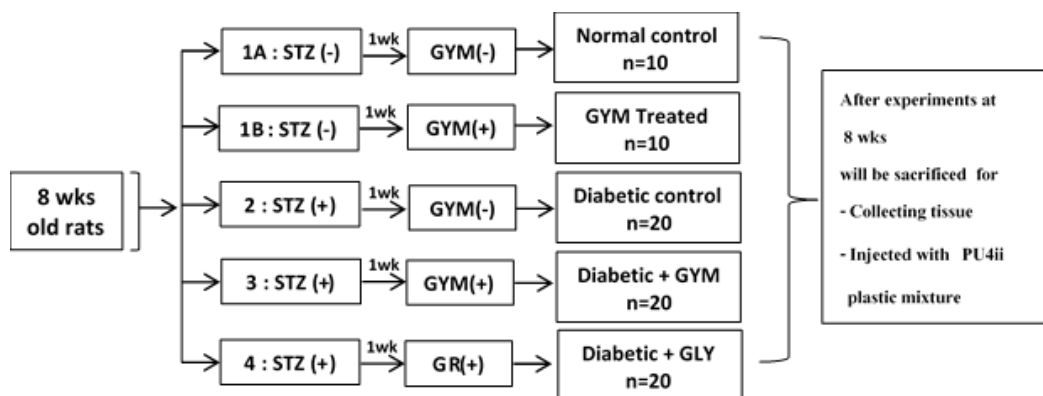 8 wks
old rats
1A : STZ (-)
1wk
GYM(-)
Normal control
n=10
1B : STZ (-)
1wk
GYM(+)
GYM Treated
n=10
2 : STZ (+)
1wk
GYM(-)
Diabetic control
n=20
3 : STZ (+)
1wk
GYM(+)
Diabetic + GYM
n=20
4 : STZ (+)
1wk
GR(+)
Diabetic + GLY
n=20
After experiments at
8 wks
will be sacrificed for
- Collecting tissue
- Injected with PU4ii
plastic mixture